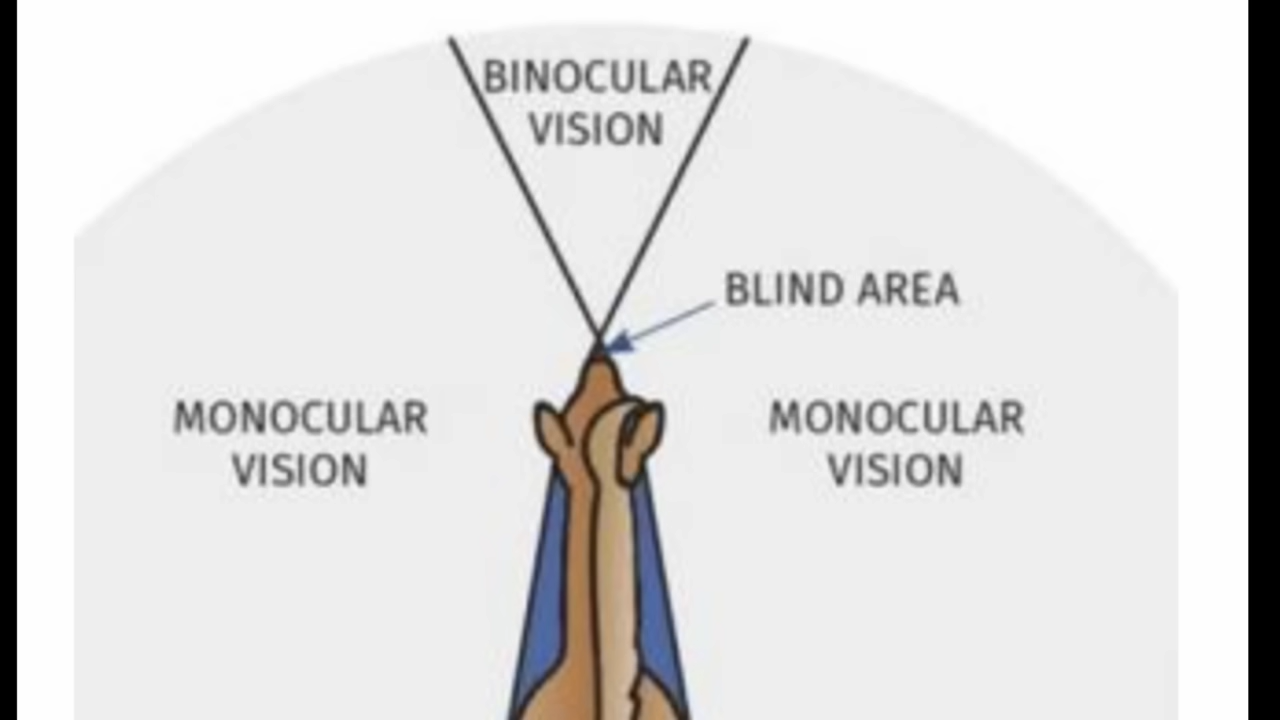 BINOCULAR
VISION
BLIND AREA
MONOCULAR
VISION
MONOCULAR
VISION